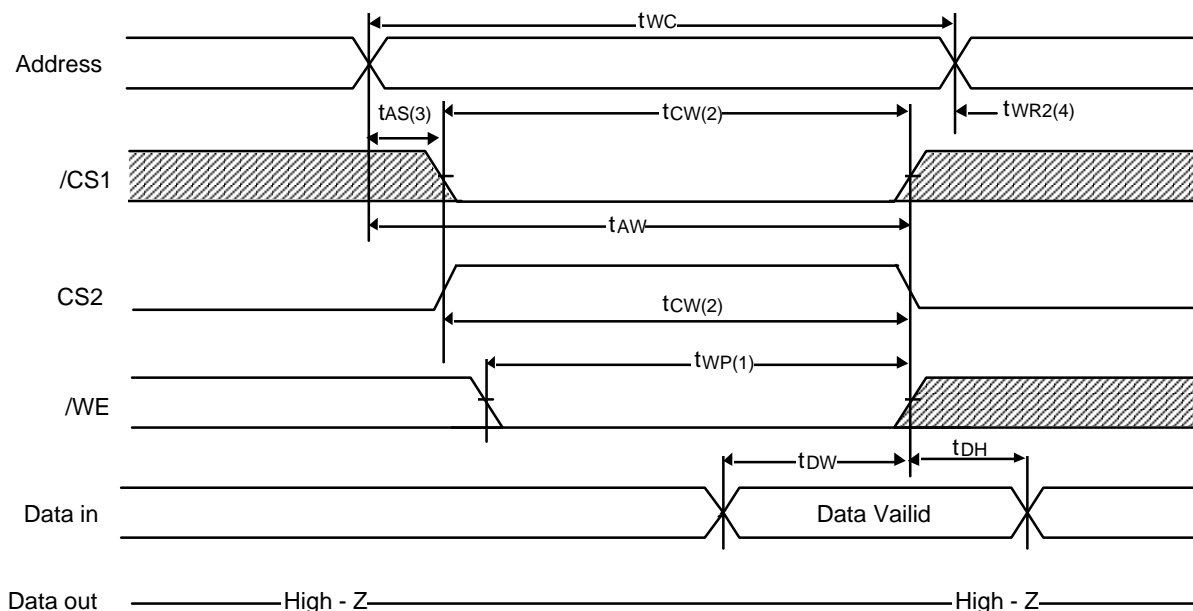 tWC
Address
tAS(3) tCW(2) tWR2(4)
/CS1
tAW
CS2
tCW(2)
tWP(1)
/WE
tDW tDH
Data in Data Vailid
Data out High - Z High - Z